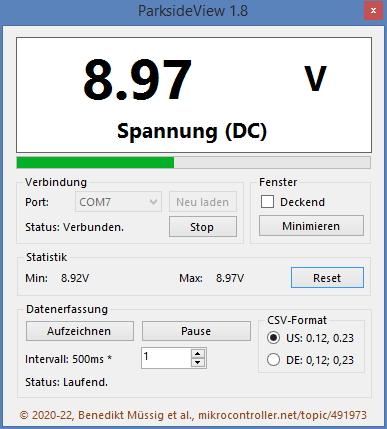 ParksideView 1.8
x
8.97 V
Spannung (DC)
Verbindung
Port: COM7 Neu laden
Status: Verbunden. Stop
Fenster
Deckend
Minimieren
Statistik
Min: 8.92V Max: 8.97V Reset
Datenerfassung
Aufzeichnen Pause
Intervall: 500ms * 1
Status: Laufend.
CSV-Format
US: 0.12, 0.23
DE: 0,12; 0,23
© 2020-22, Benedikt Müssig et al., mikrocontroller.net/topic/491973